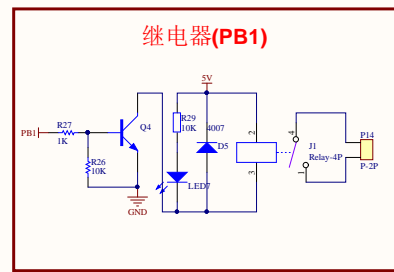 继电器(PB1)
5V
R27
PB1
1K
Q4
R29
10K
4007
D5
2
4
J1
Relay-4P
P14
R26
10K
LED7
3
1
P-2P
GND